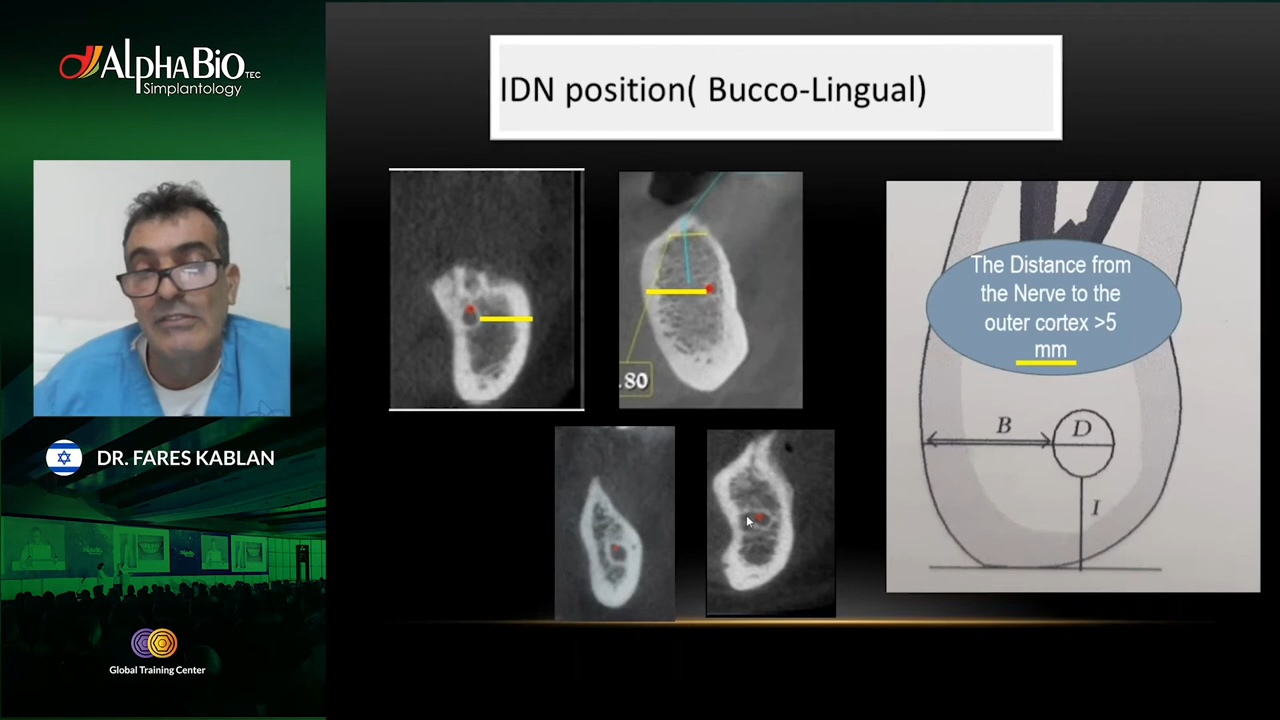 AlphaBio TEC
Simplantology
DR. FARES KABLAN
Global Training Center
IDN position( Bucco-Lingual)
.80
The Distance from
the Nerve to the
outer cortex >5
mm
B
D
I